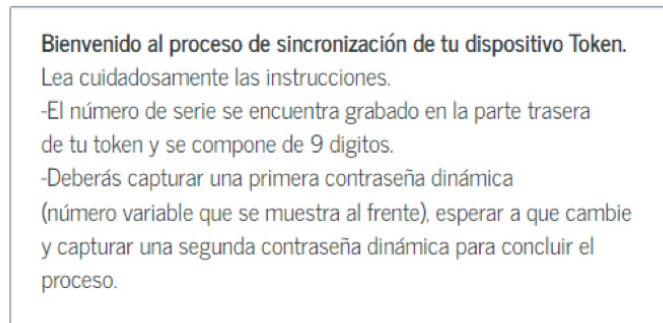 Bienvenido al proceso de sincronización de tu dispositivo Token.
Lea cuidadosamente las instrucciones.
-El número de serie se encuentra grabado en la parte trasera
de tu token y se compone de 9 digitos.
-Deberás capturar una primera contraseña dinámica
(número variable que se muestra al frente), esperar a que cambie
y capturar una segunda contraseña dinámica para concluir el
proceso.